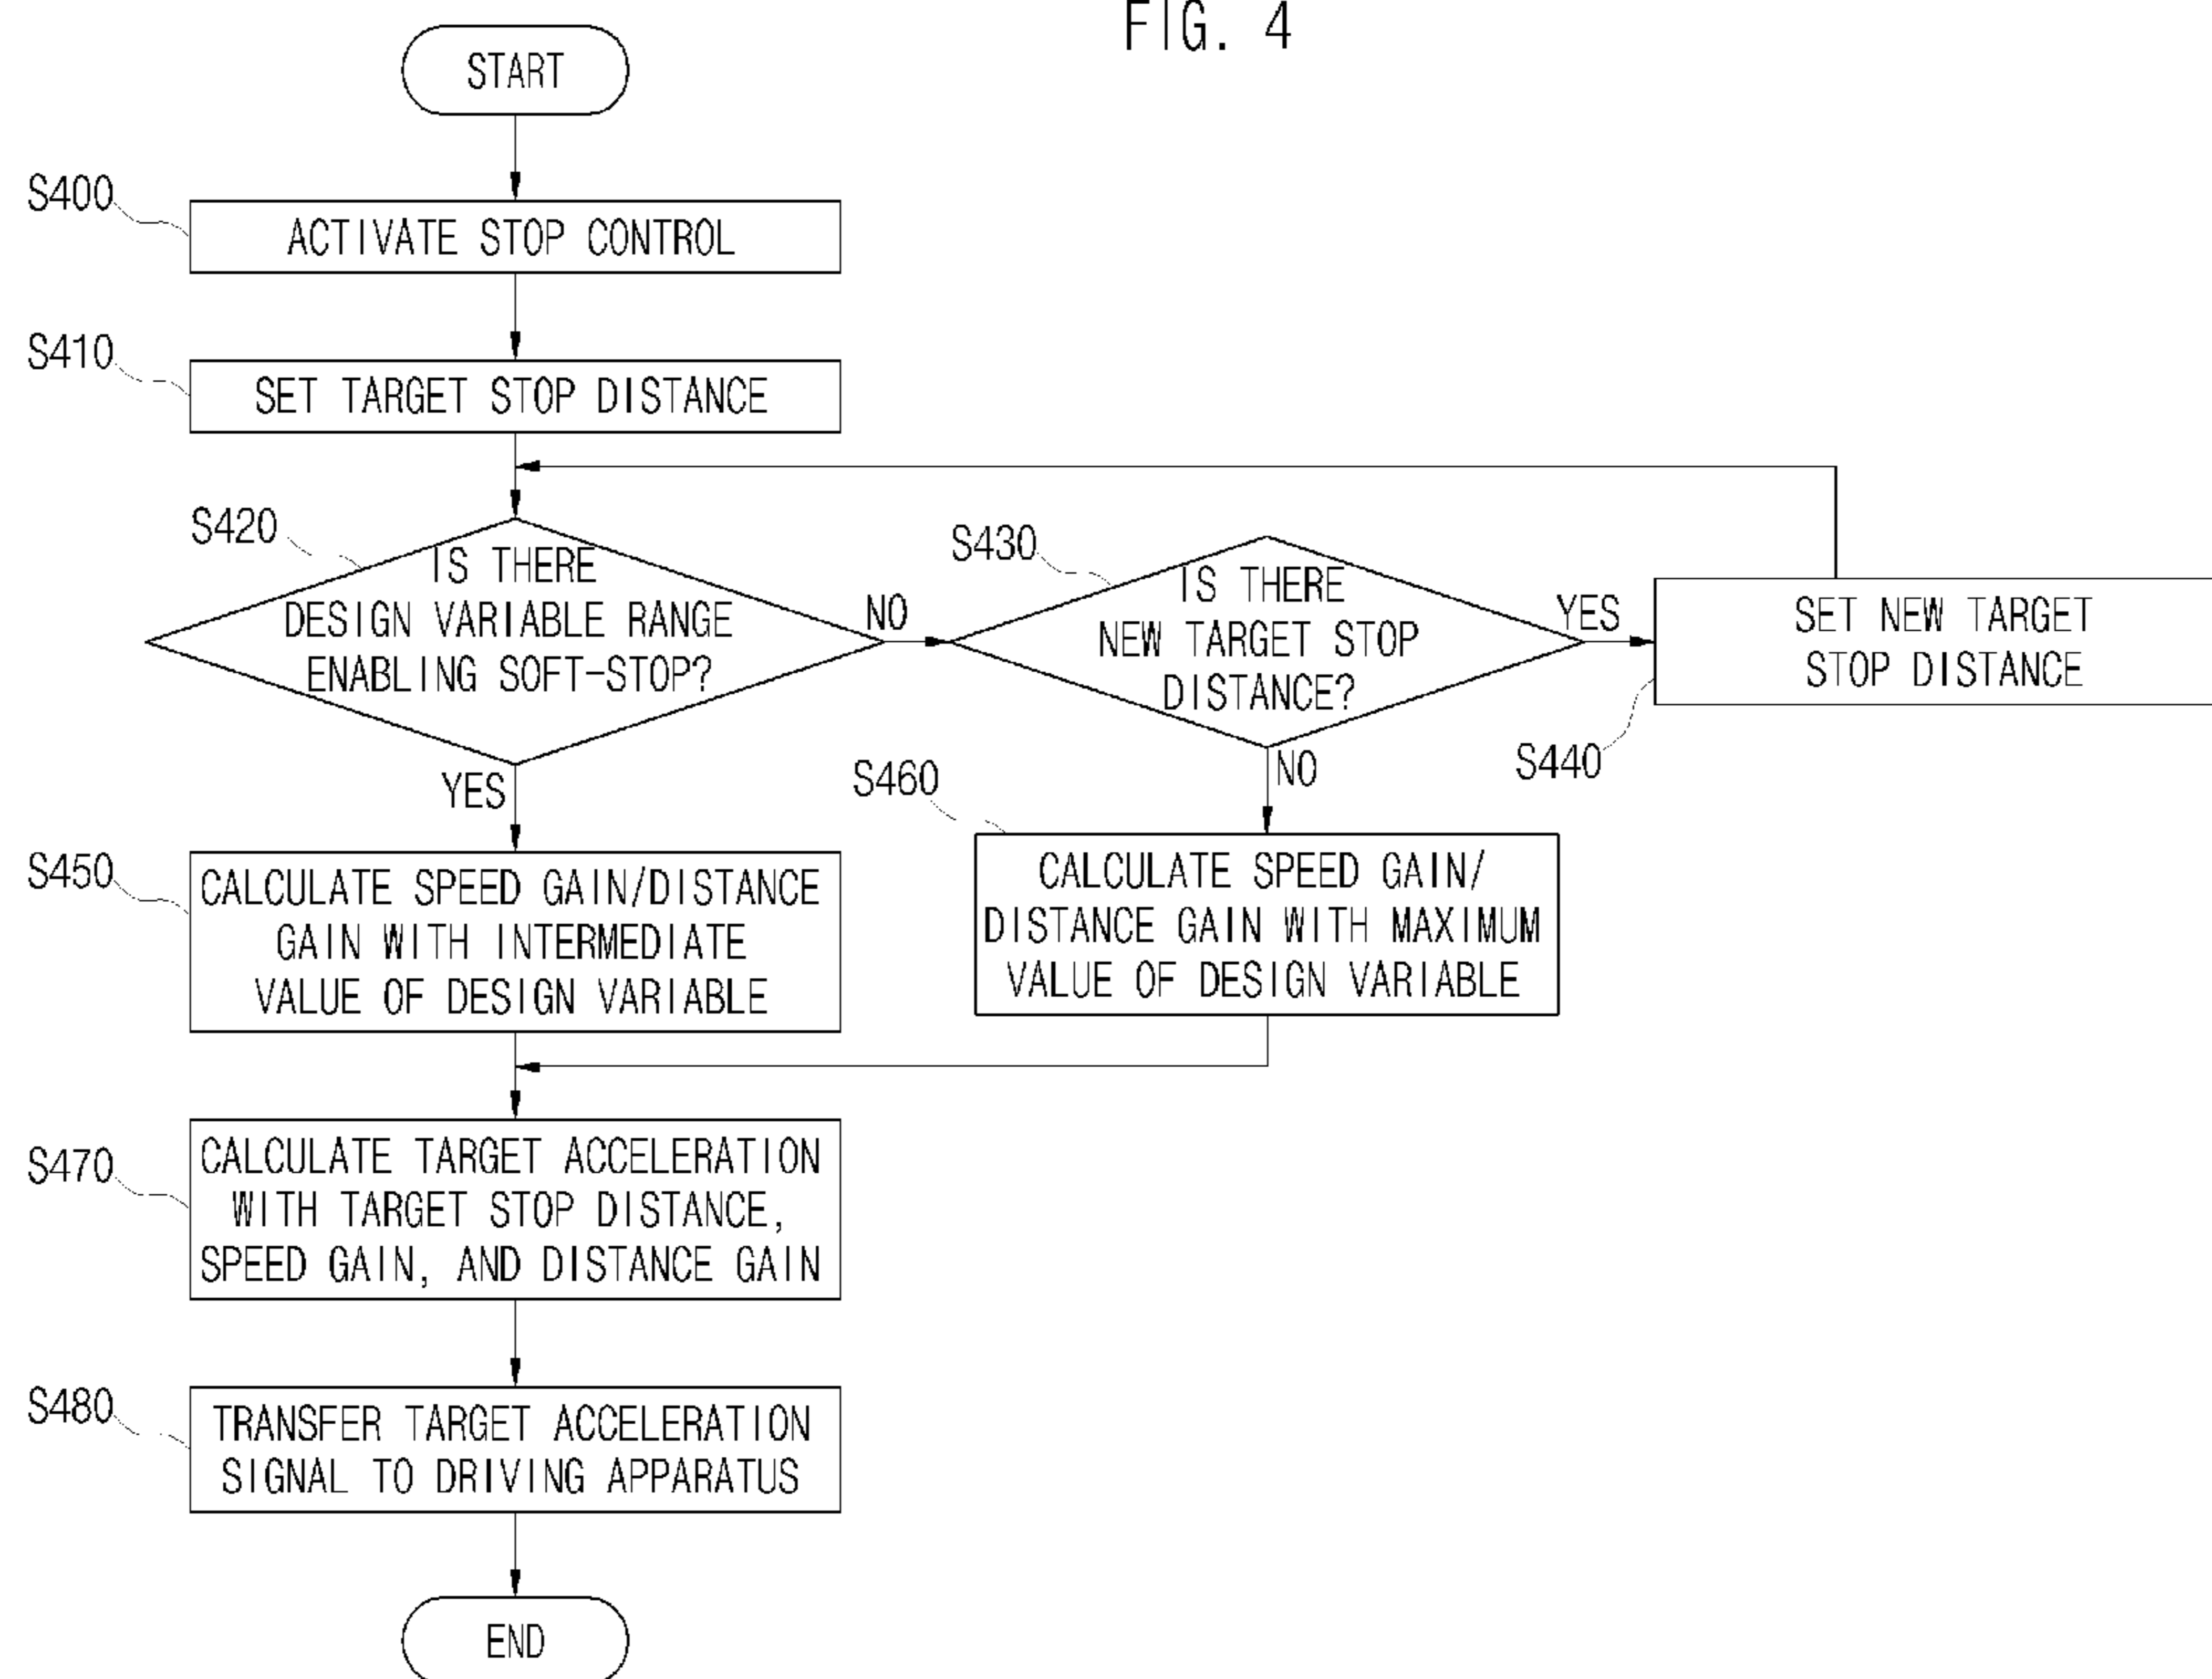 FIG. 4
START
S400
ACTIVATE STOP CONTROL
S410
SET TARGET STOP DISTANCE
S420
IS THERE
DESIGN VARIABLE RANGE
ENABLING SOFT-STOP?
NO
S430
IS THERE
NEW TARGET STOP
DISTANCE?
YES
SET NEW TARGET
STOP DISTANCE
S440
YES
NO
S450
CALCULATE SPEED GAIN/DISTANCE
GAIN WITH INTERMEDIATE
VALUE OF DESIGN VARIABLE
S460
CALCULATE SPEED GAIN/
DISTANCE GAIN WITH MAXIMUM
VALUE OF DESIGN VARIABLE
S470
CALCULATE TARGET ACCELERATION
WITH TARGET STOP DISTANCE,
SPEED GAIN, AND DISTANCE GAIN
S480
TRANSFER TARGET ACCELERATION
SIGNAL TO DRIVING APPARATUS
END